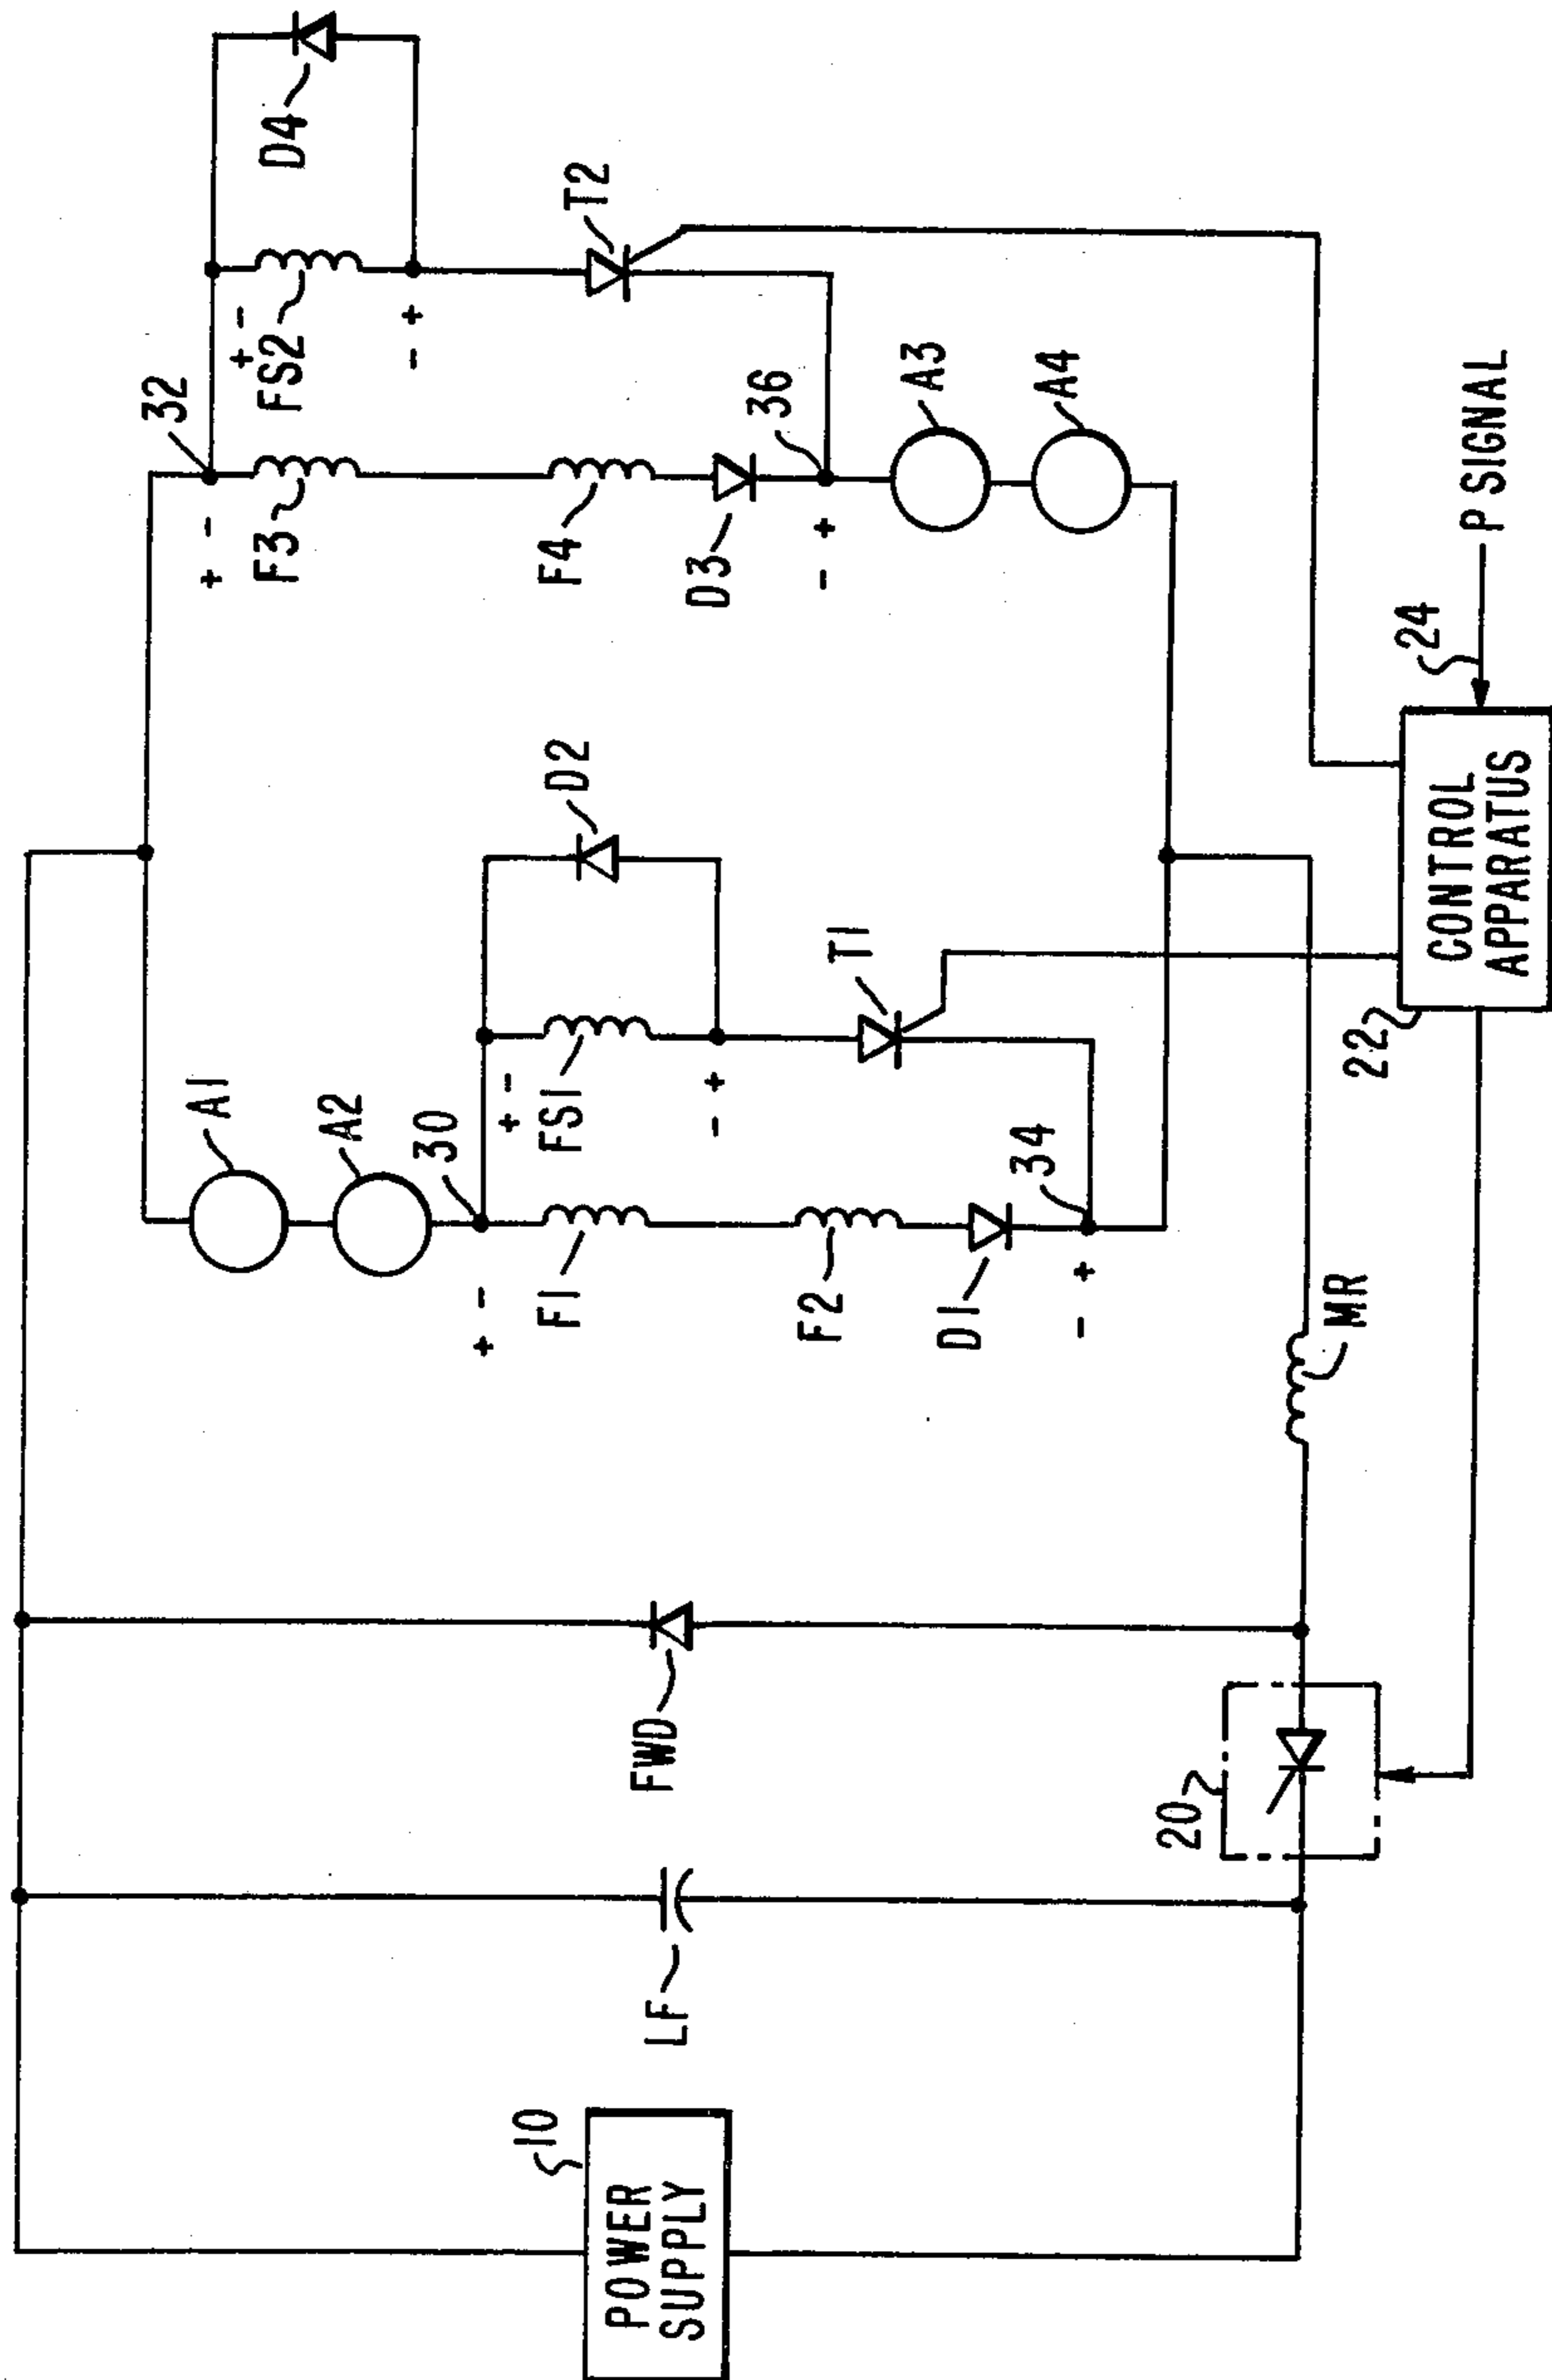 POWER
SUPPLY
10
LF
FWD
20
MR
A1
A2
30
+ -
F1
F2
D1
- +
34
+ -
FS1
- +
D2
T1
32
+ -
F3
F4
D3
- +
36
A3
A4
+ -
FS2
- +
D4
T2
22
CONTROL
APPARATUS
24
P SIGNAL